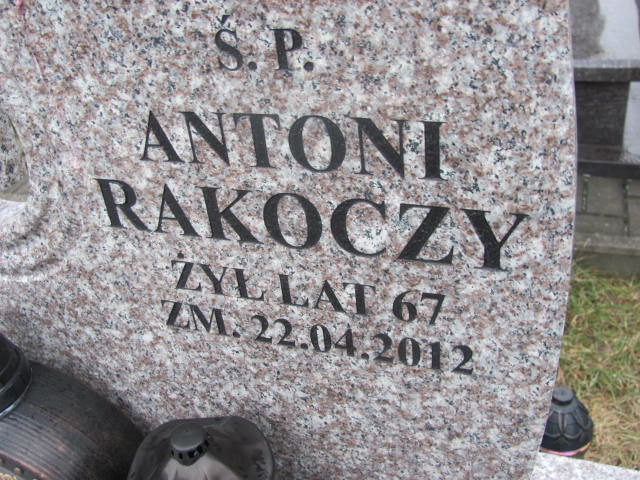 Ś. P.
ANTONI
RAKOCZY
ŻYŁ LAT 67
ZM. 22.04.2012